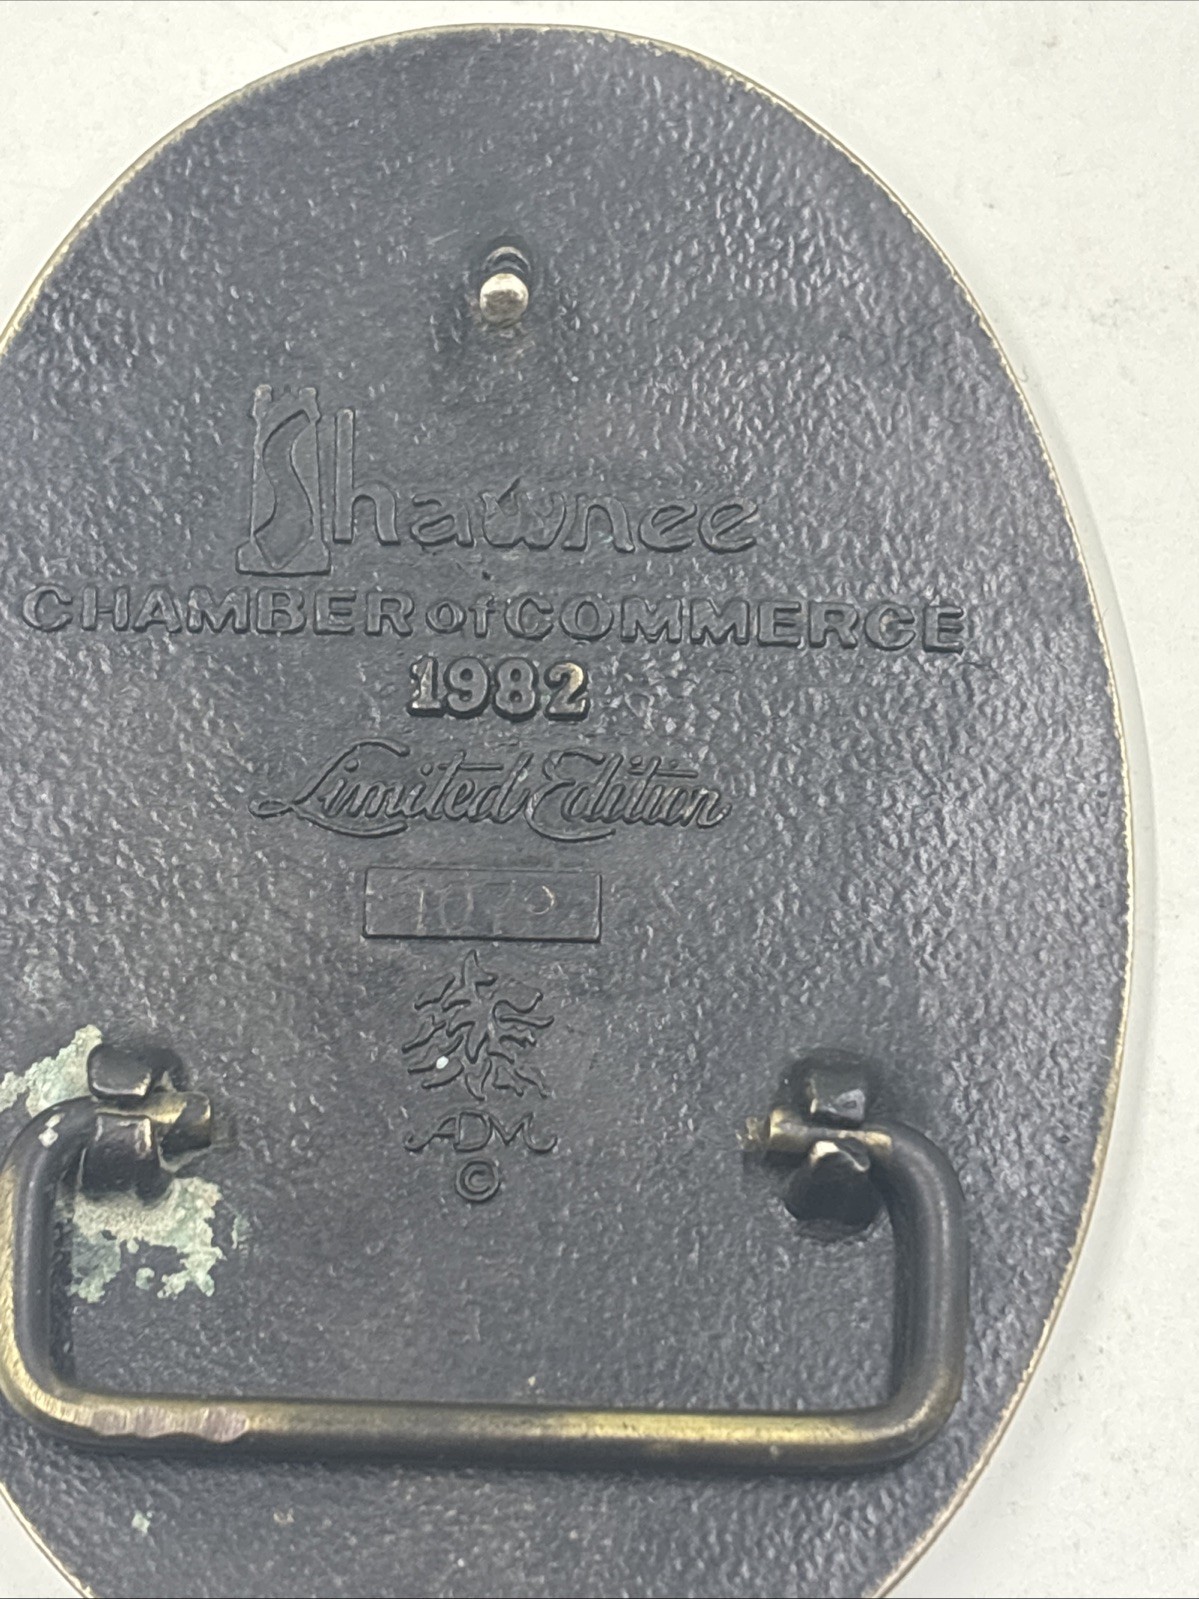 Shawnee
CHAMBER of COMMERCE
1982
Limited Edition
ADM
©